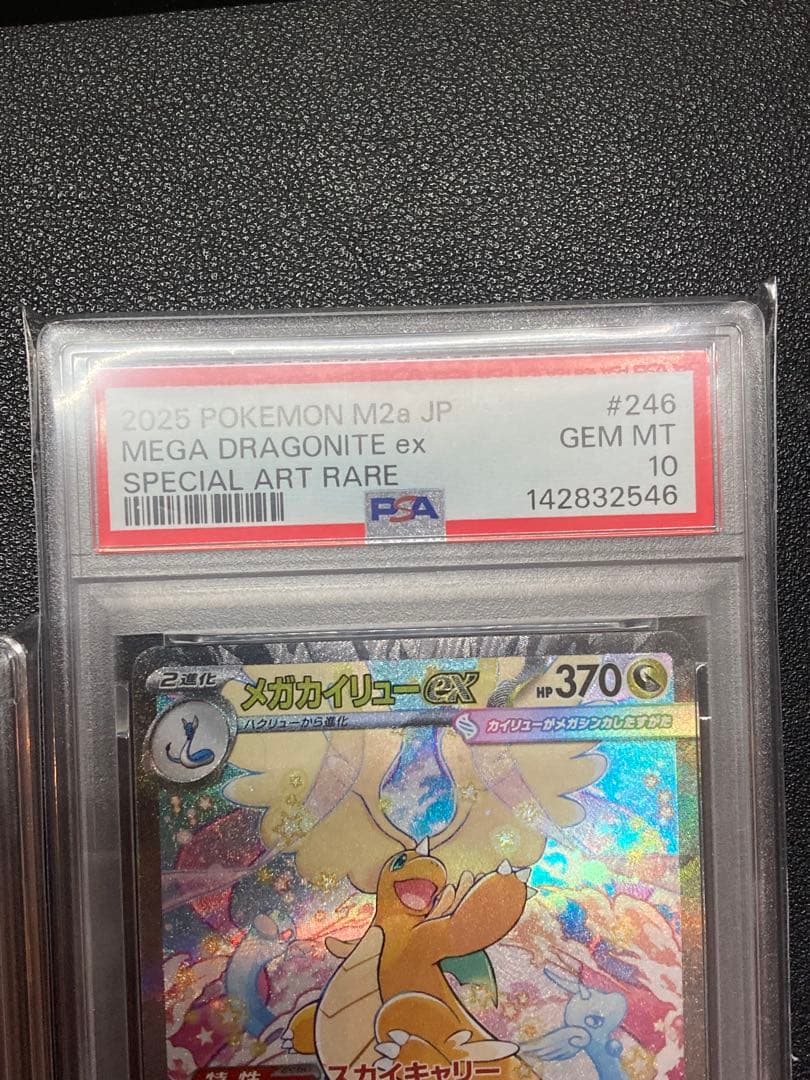 2025 POKEMON M2a JP #246
MEGA DRAGONITE ex GEM MT
SPECIAL ART RARE 10
PSA 142832546
2進化 メガカイリューex HP370
ハクリューから進化 カイリューがメガシンカしたすがた
特性 スカイキャリー